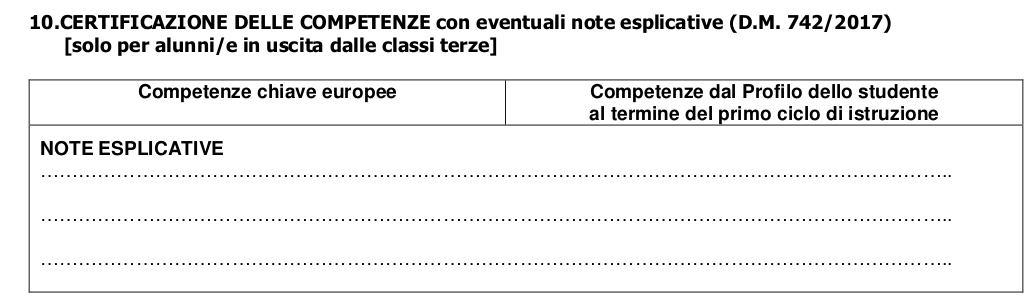 10.CERTIFICAZIONE DELLE COMPETENZE con eventuali note esplicative (D.M. 742/2017)
[solo per alunni/e in uscita dalle classi terze]
Competenze chiave europee
Competenze dal Profilo dello studente
al termine del primo ciclo di istruzione
NOTE ESPLICATIVE
……………………………………………………………………………………………………………………………..
……………………………………………………………………………………………………………………………..
……………………………………………………………………………………………………………………………..